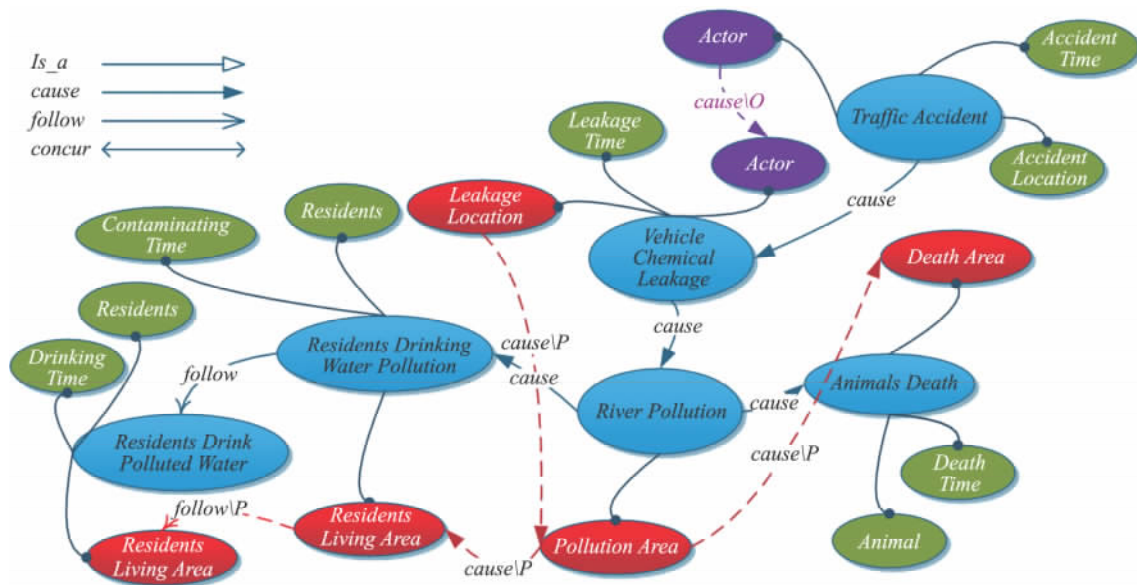 Is_a
cause
follow
concur
Actor
cause\O
Actor
Accident
Time
Traffic Accident
Accident
Location
cause
Leakage
Time
Leakage
Location
Vehicle
Chemical
Leakage
Residents
Contaminating
Time
Residents
Drinking
Time
Death Area
cause
Residents Drinking
Water Pollution
cause\P
cause
follow
River Pollution
cause
Animals Death
Residents Drink
Polluted Water
cause\P
Death
Time
follow\P
Residents
Living Area
Residents
Living Area
cause\P
Pollution Area
Animal